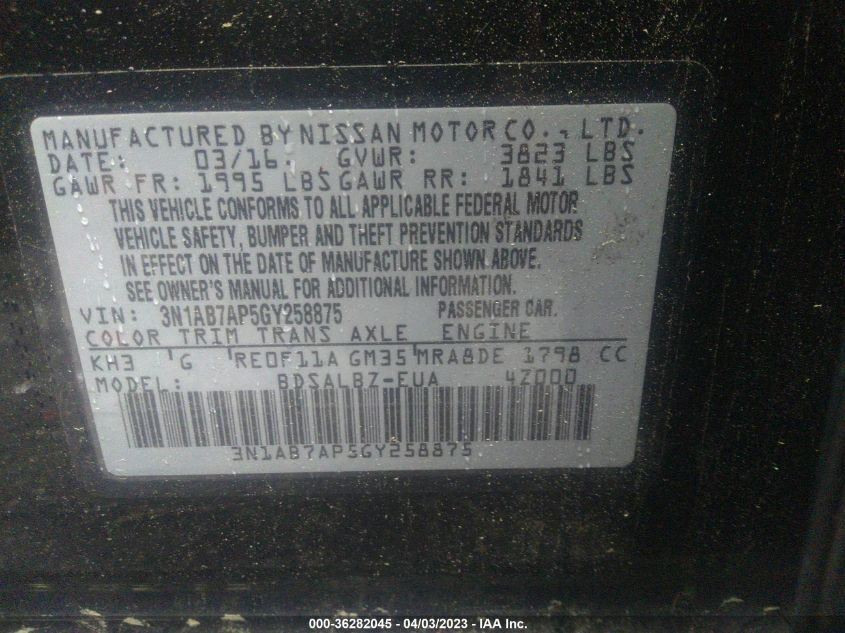 MANUFACTURED BY NISSAN MOTOR CO., LTD.
DATE: 03/16 GVWR: 3823 LBS
GAWR FR: 1995 LBS GAWR RR: 1841 LBS
THIS VEHICLE CONFORMS TO ALL APPLICABLE FEDERAL MOTOR
VEHICLE SAFETY, BUMPER AND THEFT PREVENTION STANDARDS
IN EFFECT ON THE DATE OF MANUFACTURE SHOWN ABOVE.
SEE OWNER'S MANUAL FOR ADDITIONAL INFORMATION.
VIN: 3N1AB7AP5GY258875 PASSENGER CAR.
COLOR TRIM TRANS AXLE ENGINE
KH3 G RE0F11A GM35 MRA8DE 1798 CC
MODEL: BDSALBZ-EUA 4Z000
3N1AB7AP5GY258875
000-36282045 - 04/03/2023 - IAA Inc.